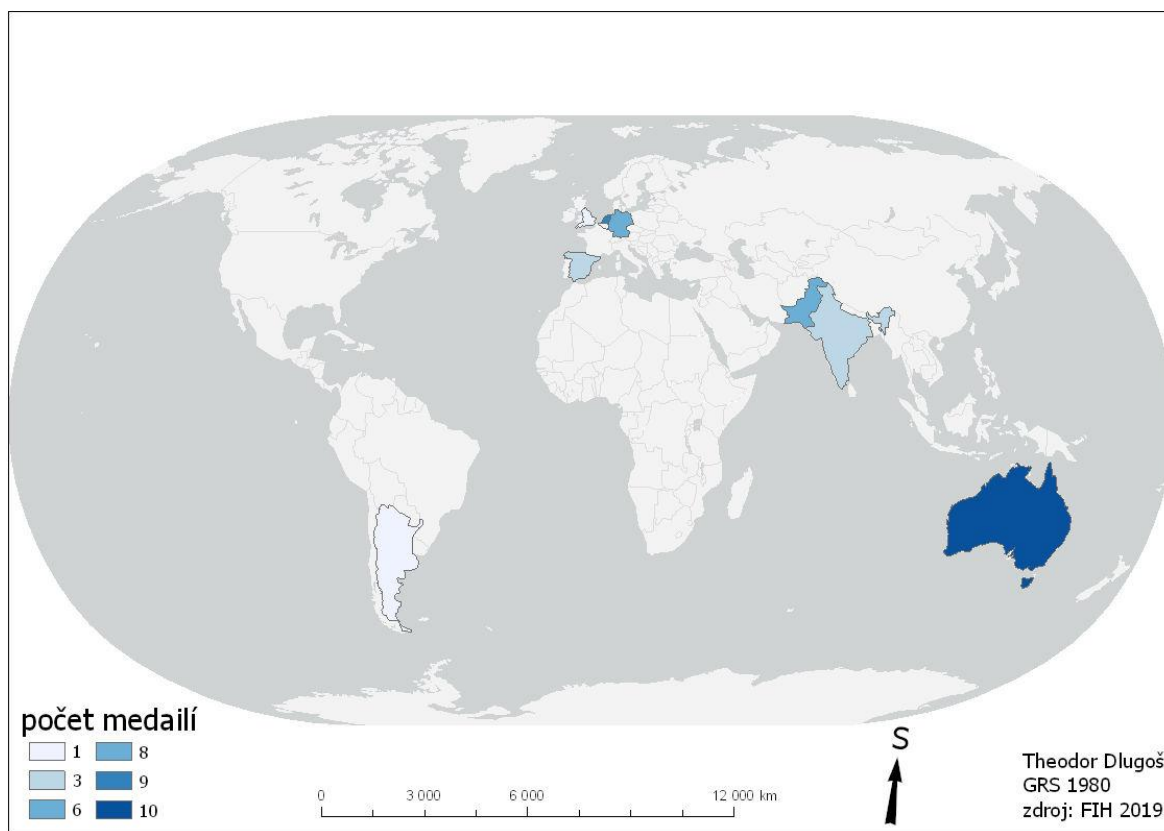 počet medailí
1 8
3 9
6 10
0 3 000 6 000 12 000 km
S
Theodor Dlugoš
GRS 1980
zdroj: FIH 2019